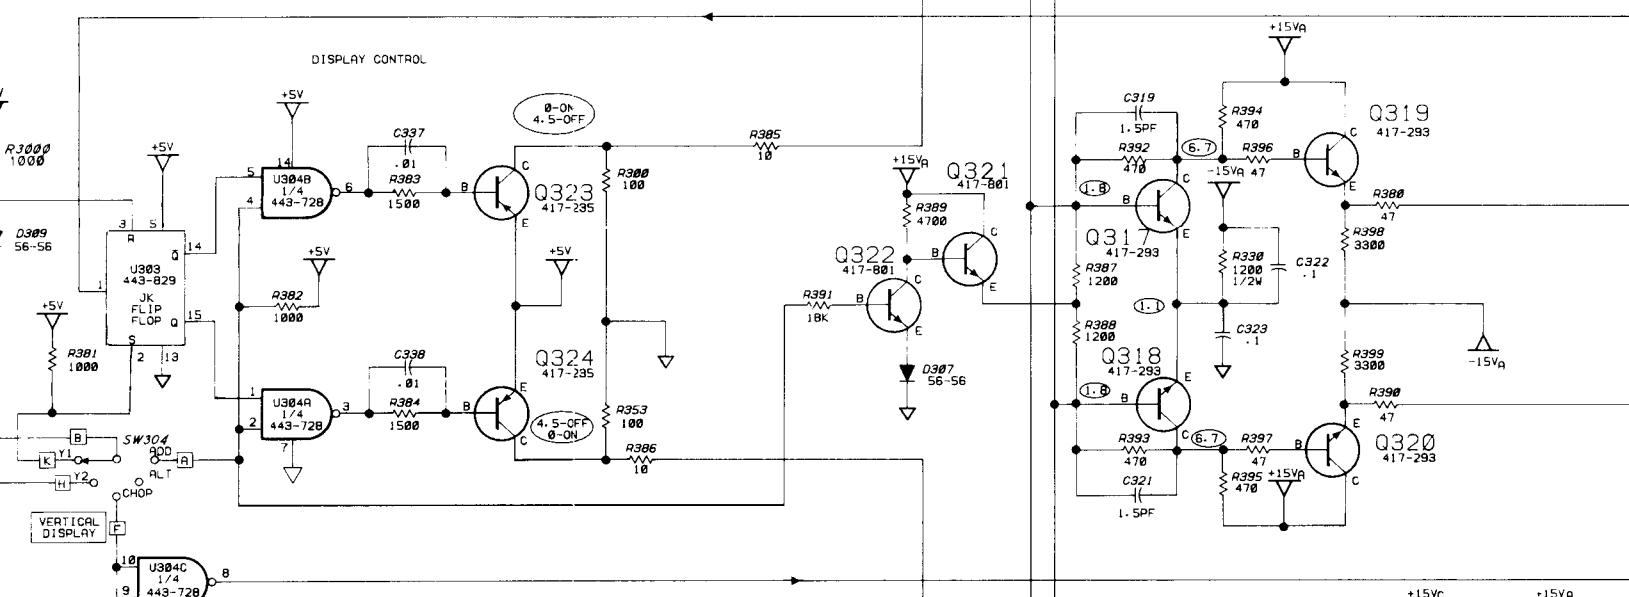 DISPLAY CONTROL
+5V
R3000
1000
D309
56-56
+5V
+5V
R381
1000
3
S
R
14
Q̅
U303
443-829
JK
FLIP
FLOP
1
15
Q
S
2
13
+5V
14
5
4
U304B
1/4
443-728
6
+5V
R382
1000
1
2
U304A
1/4
443-728
3
7
C337
.01
R383
1500
C338
.01
R384
1500
0-ON
4.5-OFF
B
C
E
Q323
417-235
+5V
B
E
C
Q324
417-235
4.5-OFF
0-ON
R300
100
R353
100
R385
10
R386
10
B
SW304
Y1
K
Y2
H
ADD
A
ALT
CHOP
VERTICAL
DISPLAY
F
10
9
U304C
1/4
443-728
8
+15VA
R389
4700
Q321
417-801
B
C
E
Q322
417-801
R391
18K
B
C
E
D307
56-56
C319
1.5PF
R392
470
1.8
B
C
E
Q317
417-293
R387
1200
R388
1200
1.1
Q318
417-293
1.8
B
E
C
R393
470
C321
1.5PF
6.7
6.7
+15VA
R394
470
R396
47
-15VA
R330
1200
1/2W
C322
.1
C323
.1
R397
47
R395
470
+15VA
Q319
417-293
B
C
E
R380
47
R398
3300
-15VA
R399
3300
R390
47
Q320
417-293
B
E
C
+15VC
+15VA